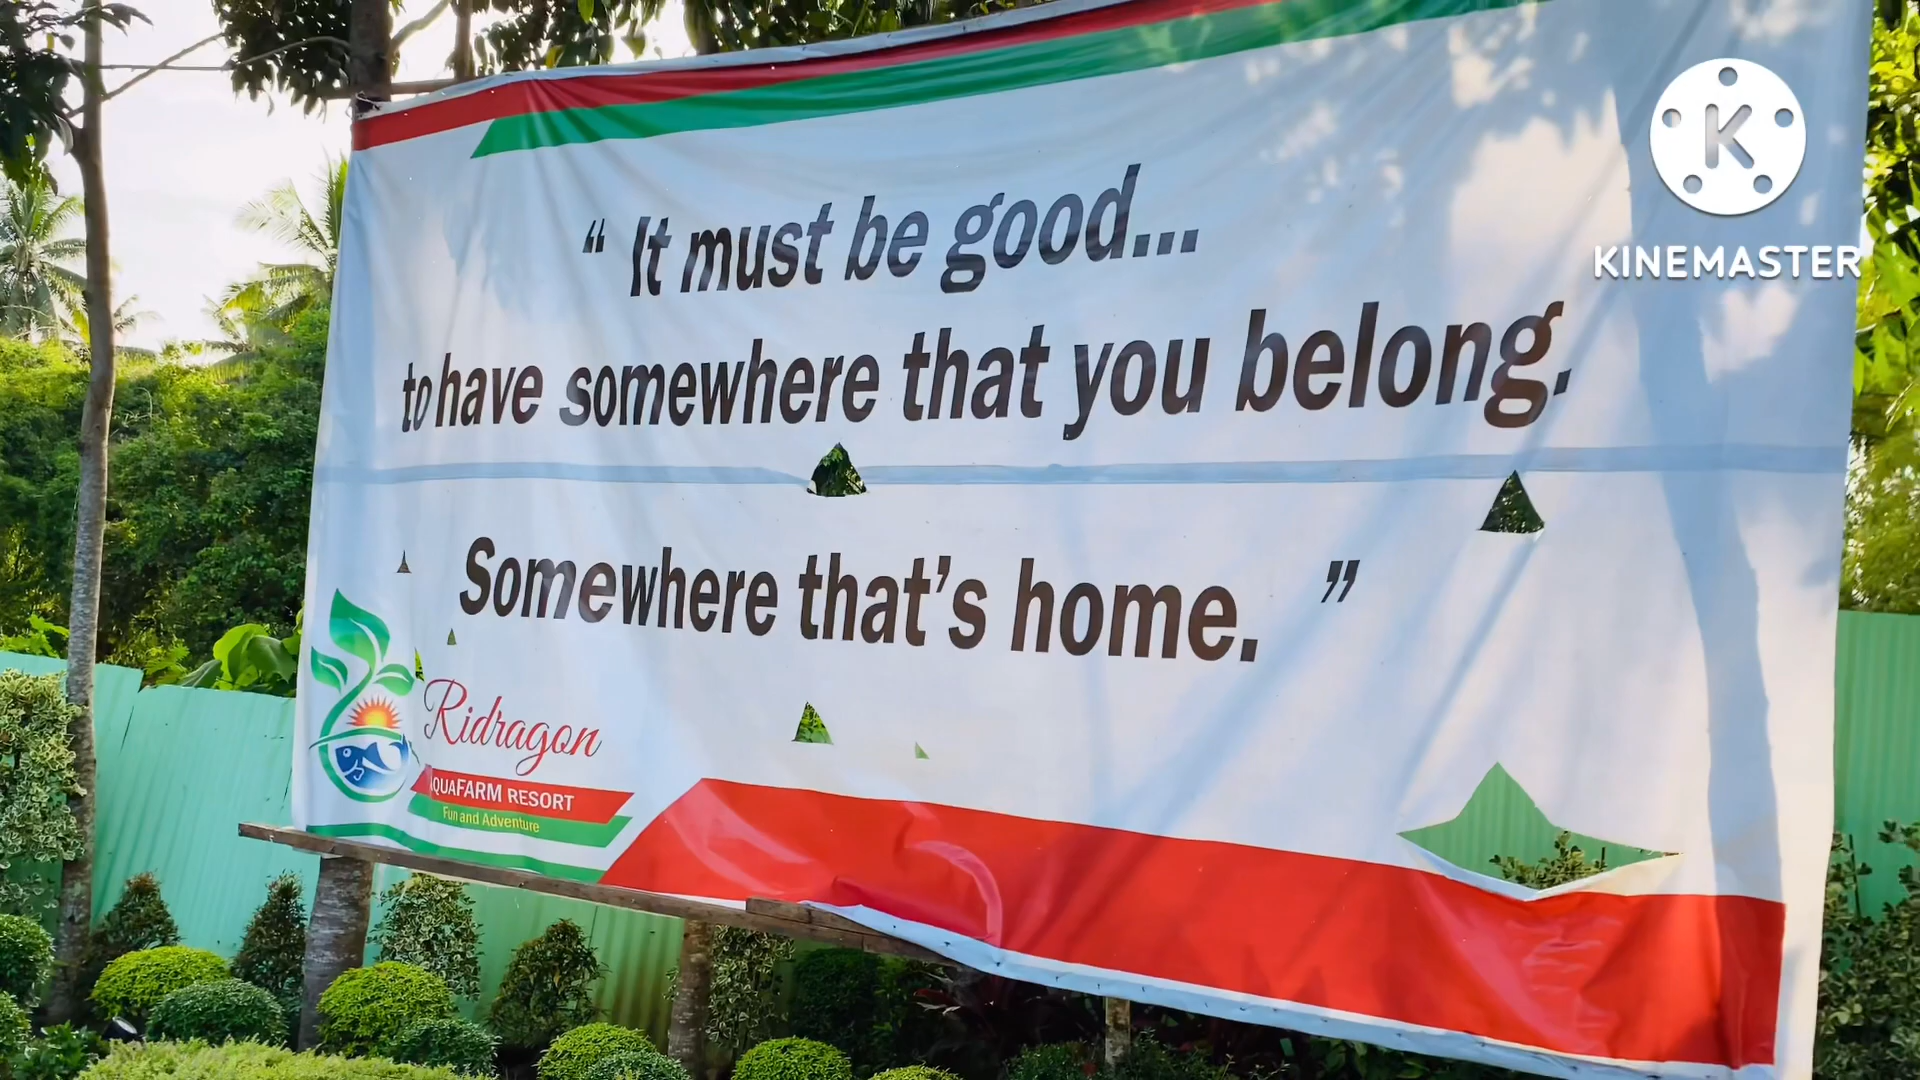 K
KINEMASTER
“ It must be good...
to have somewhere that you belong.
Somewhere that’s home. ”
Ridragon
QUAFARM RESORT
Fun and Adventure